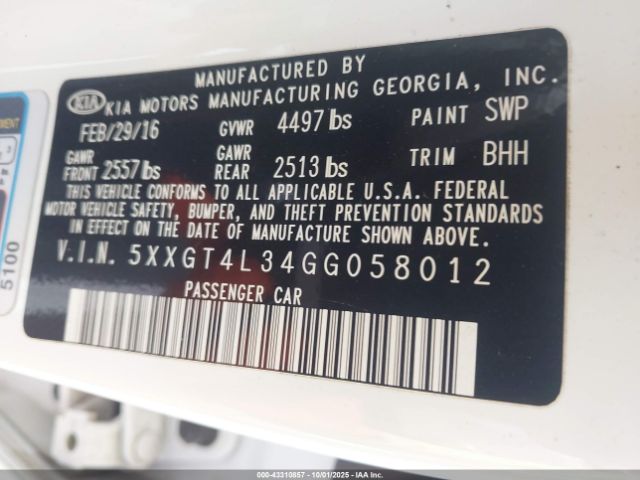 MANUFACTURED BY
KIA KIA MOTORS MANUFACTURING GEORGIA, INC.
FEB/29/16 GVWR 4497 lbs PAINT SWP
GAWR FRONT 2557 lbs GAWR REAR 2513 lbs TRIM BHH
THIS VEHICLE CONFORMS TO ALL APPLICABLE U.S.A. FEDERAL
MOTOR VEHICLE SAFETY, BUMPER, AND THEFT PREVENTION STANDARDS
IN EFFECT ON THE DATE OF MANUFACTURE SHOWN ABOVE.
V.I.N. 5XXGT4L34GG058012
PASSENGER CAR
5100
000-43310857 - 10/01/2025 - IAAI.COM